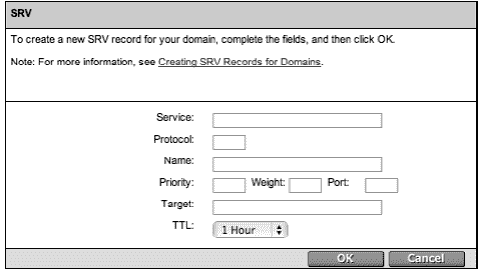 SRV
To create a new SRV record for your domain, complete the fields, and then click OK.
Note: For more information, see Creating SRV Records for Domains.
Service:
Protocol:
Name:
Priority: Weight: Port:
Target:
TTL: 1 Hour
OK Cancel